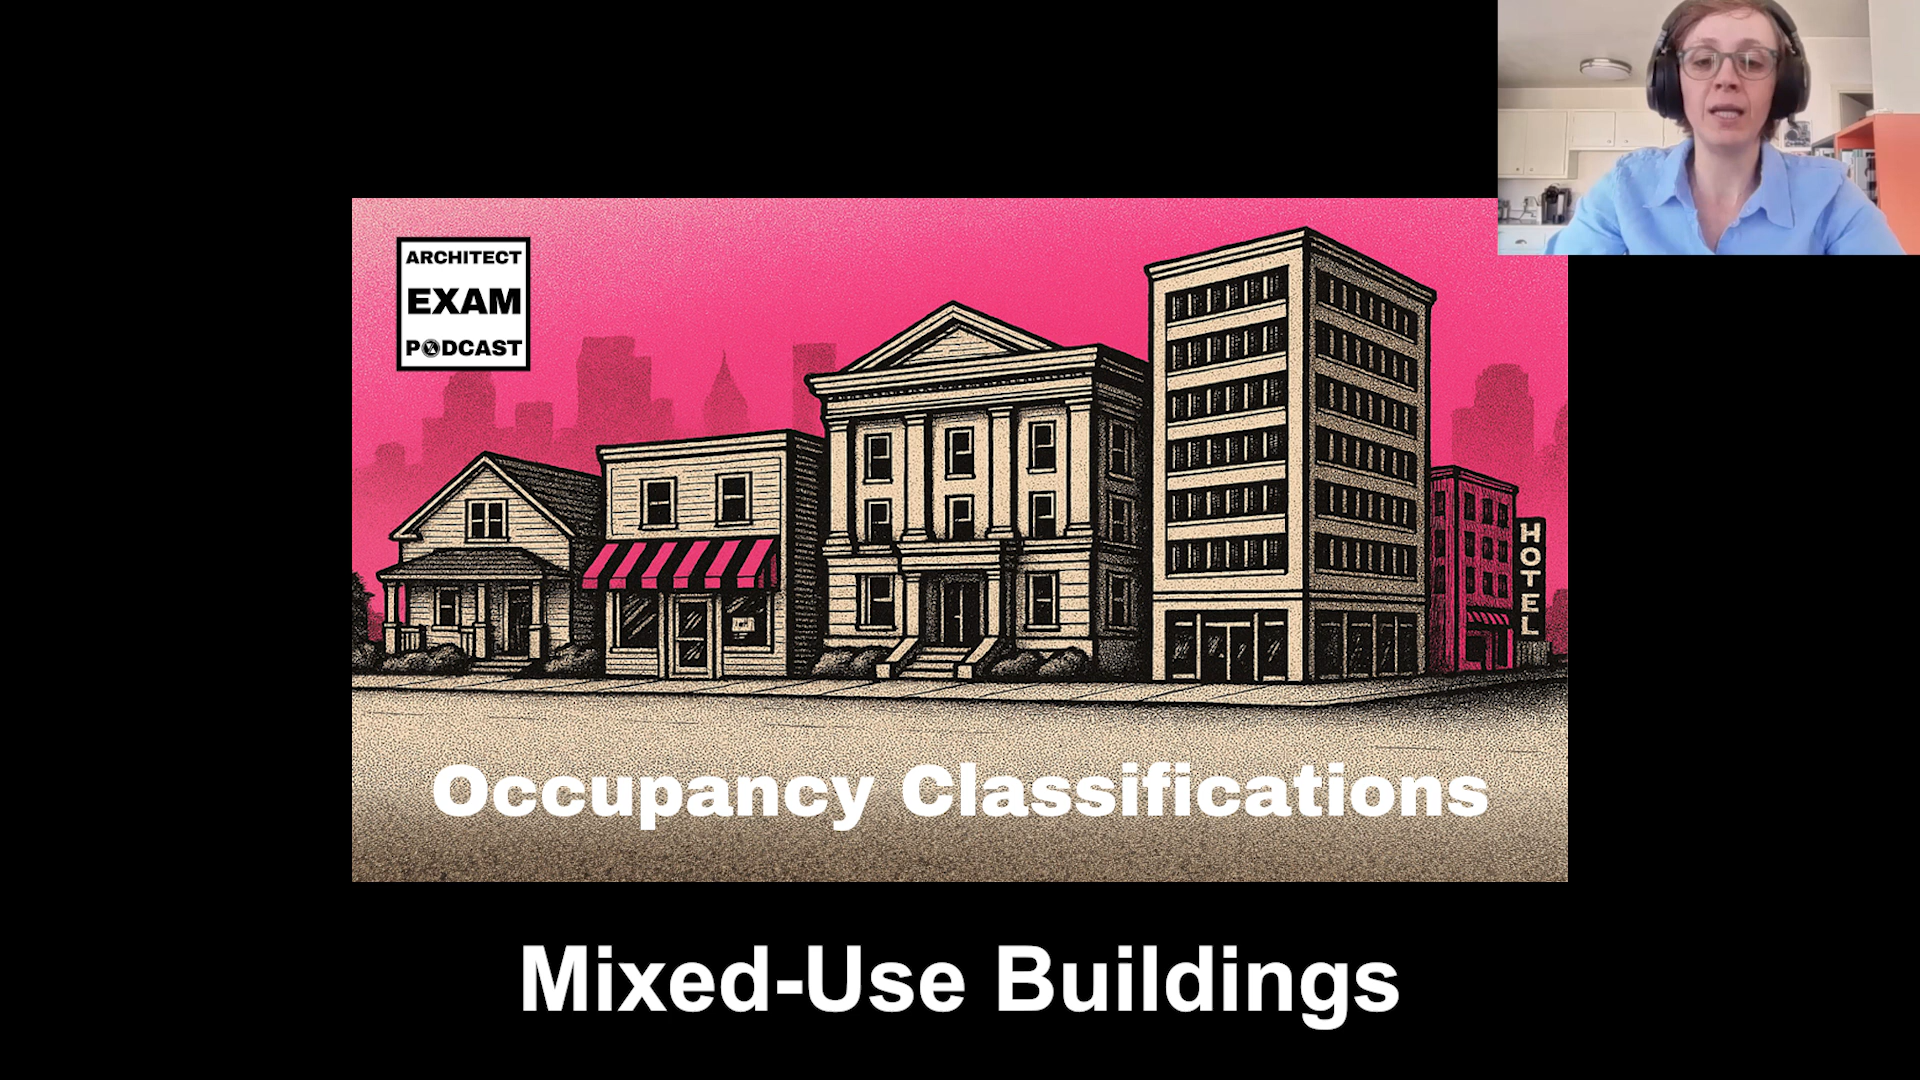 ARCHITECT
EXAM
PODCAST
HOTEL
Occupancy Classifications
Mixed-Use Buildings